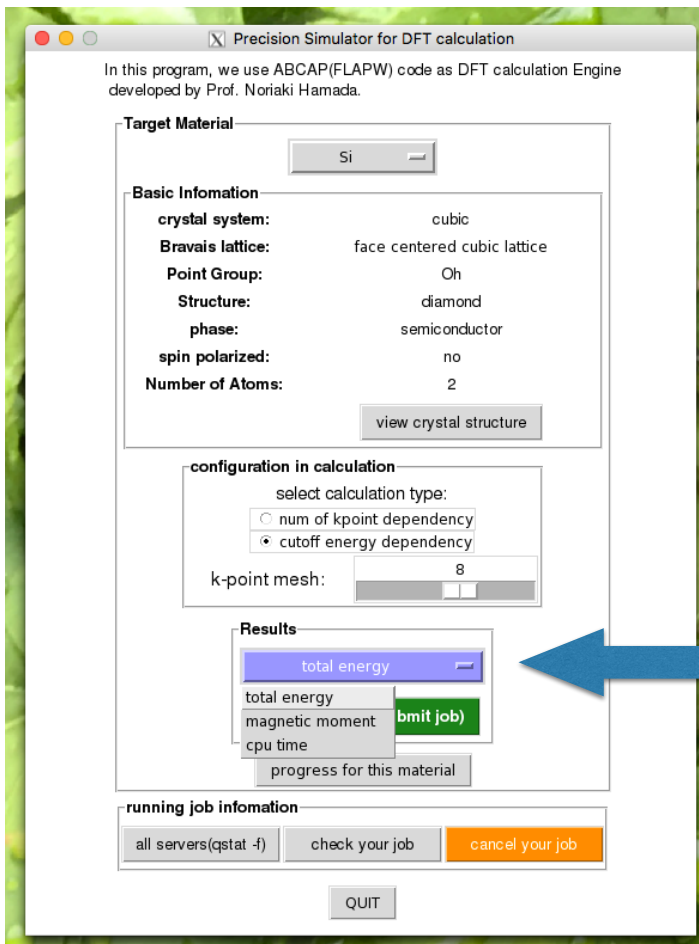 X Precision Simulator for DFT calculation
In this program, we use ABCAP(FLAPW) code as DFT calculation Engine
developed by Prof. Noriaki Hamada.
Target Material
Si
Basic Infomation
crystal system: cubic
Bravais lattice: face centered cubic lattice
Point Group: Oh
Structure: diamond
phase: semiconductor
spin polarized: no
Number of Atoms: 2
view crystal structure
configuration in calculation
select calculation type:
num of kpoint dependency
cutoff energy dependency
8
k-point mesh:
Results
total energy
total energy
magnetic moment bmit job)
cpu time
progress for this material
running job infomation
all servers(qstat -f) check your job cancel your job
QUIT